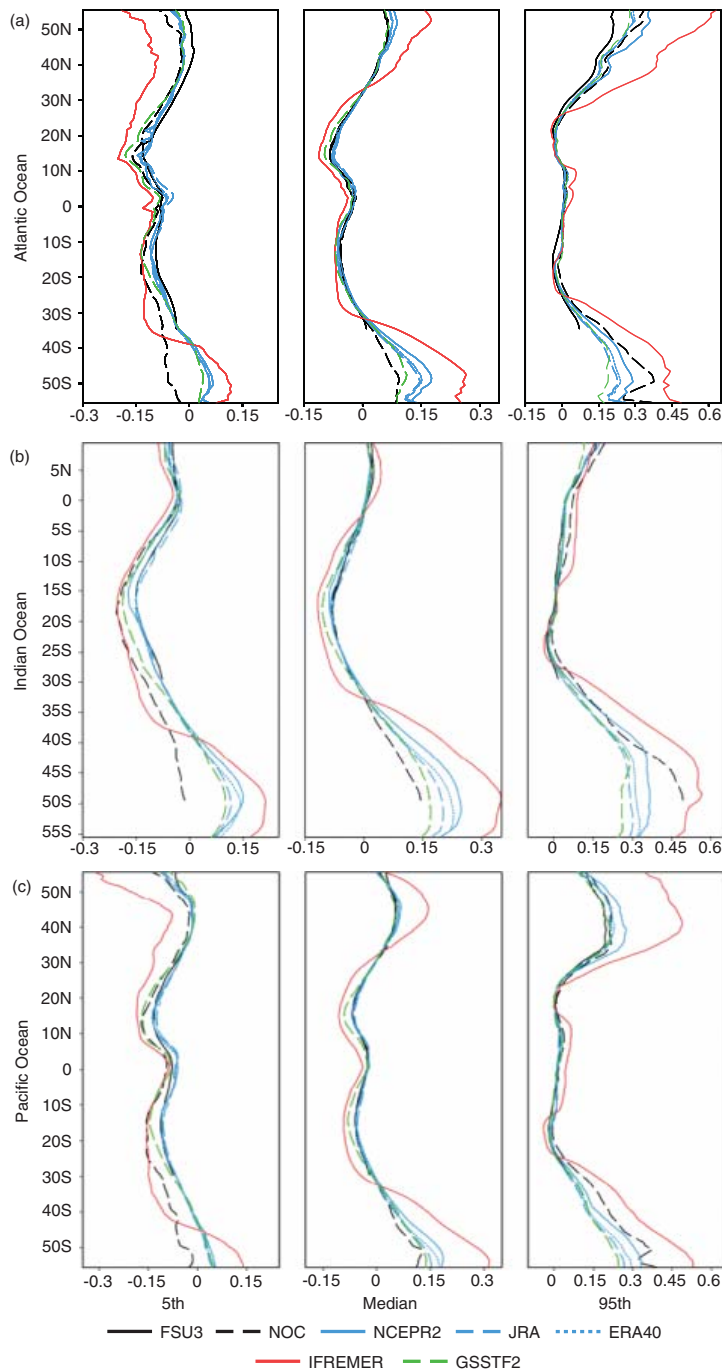 (a)
50N
40N
30N
20N
10N
0
10S
20S
30S
40S
50S
Atlantic Ocean
-0.3 -0.15 0 0.15
-0.15 0 0.15 0.3
-0.15 0 0.15 0.3 0.45 0.6
(b)
5N
0
5S
10S
15S
20S
25S
30S
35S
40S
45S
50S
55S
Indian Ocean
-0.3 -0.15 0 0.15
-0.15 0 0.15 0.3
-0.15 0 0.15 0.3 0.45 0.6
(c)
50N
40N
30N
20N
10N
0
10S
20S
30S
40S
50S
Pacific Ocean
-0.3 -0.15 0 0.15
-0.15 0 0.15 0.3
-0.15 0 0.15 0.3 0.45 0.6
5th Median 95th
FSU3 NOC NCEPR2 JRA ERA40
IFREMER GSSTF2